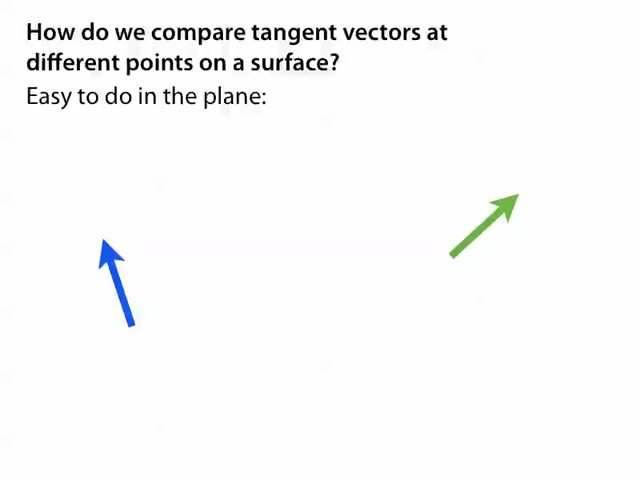 How do we compare tangent vectors at
different points on a surface?
Easy to do in the plane: